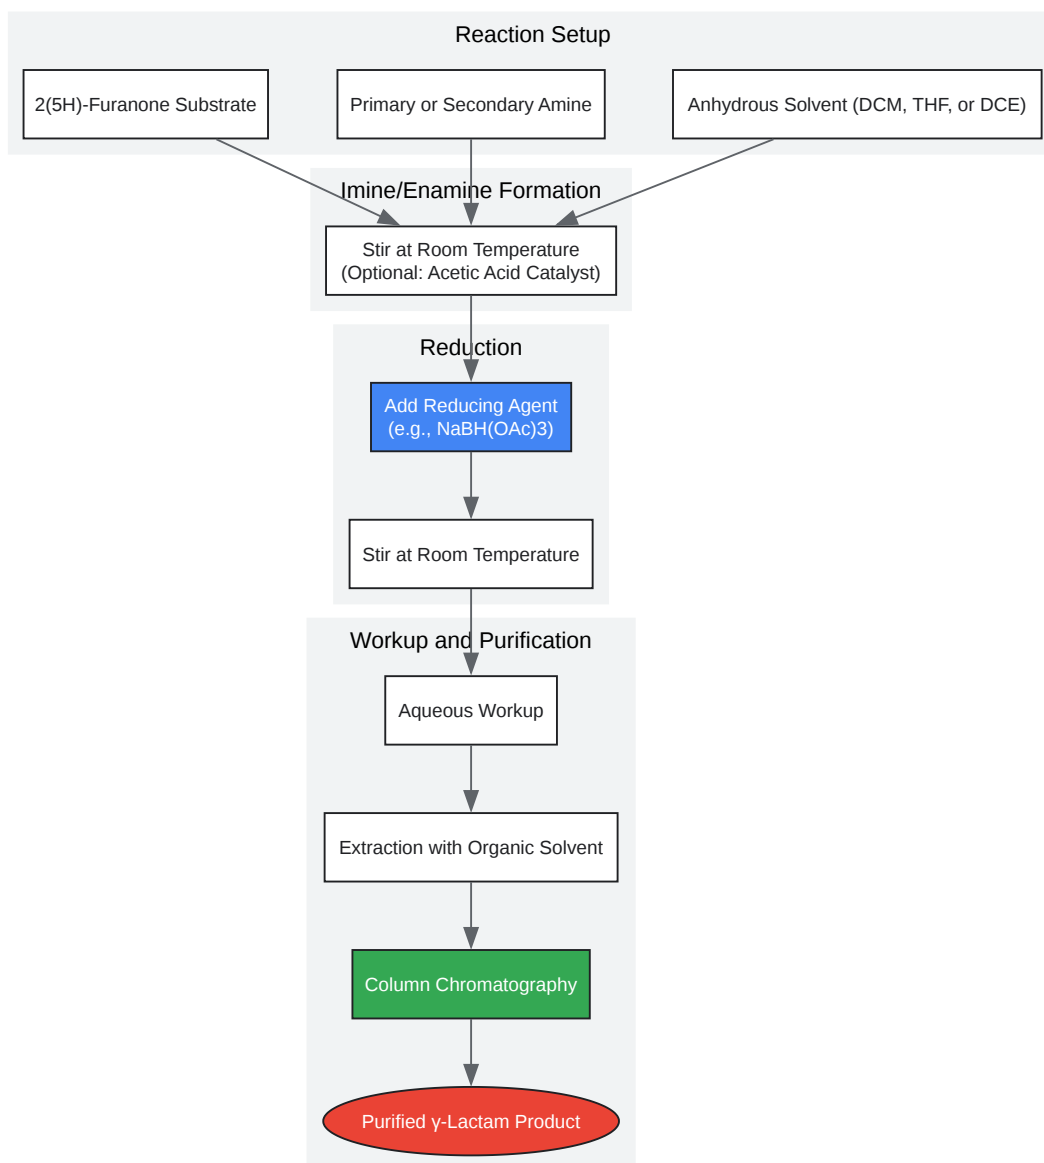 Reaction Setup
2(5H)-Furanone Substrate
Primary or Secondary Amine
Anhydrous Solvent (DCM, THF, or DCE)
Imine/Enamine Formation
Stir at Room Temperature
(Optional: Acetic Acid Catalyst)
Reduction
Add Reducing Agent
(e.g., NaBH(OAc)3)
Stir at Room Temperature
Workup and Purification
Aqueous Workup
Extraction with Organic Solvent
Column Chromatography
Purified γ-Lactam Product